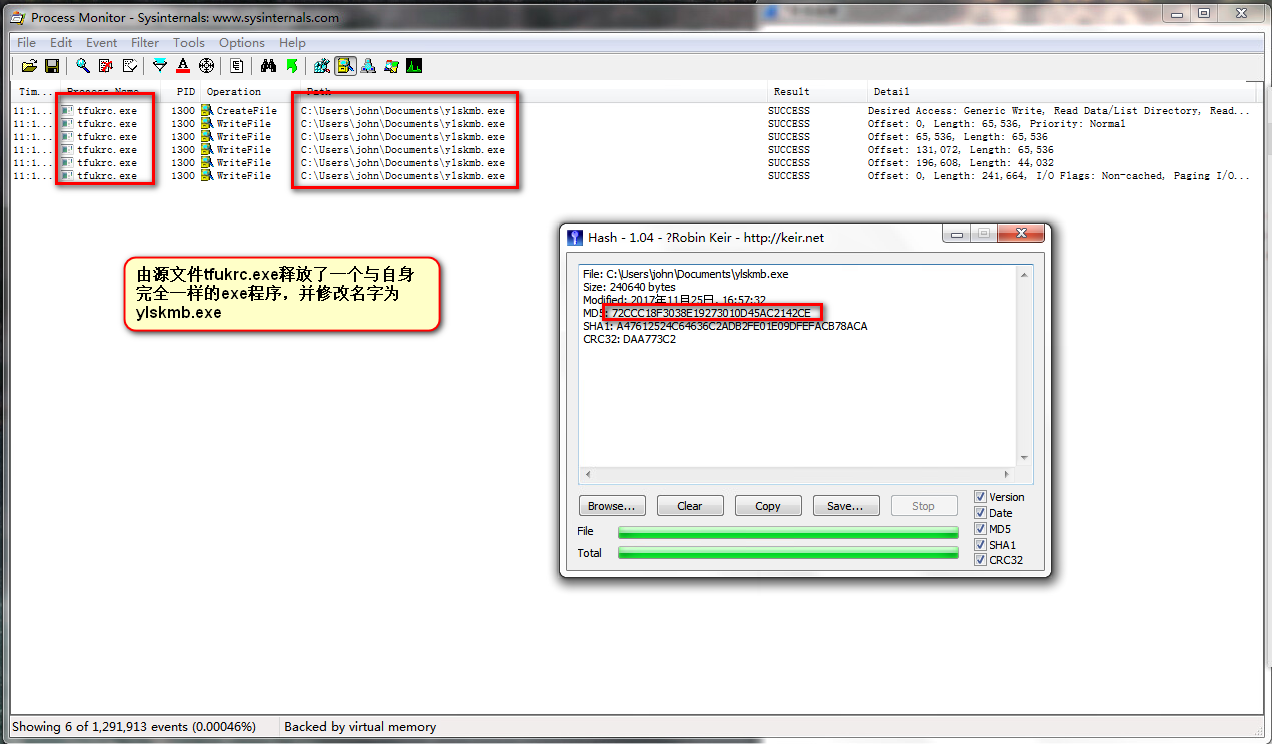 Process Monitor - Sysinternals: www.sysinternals.com
File Edit Event Filter Tools Options Help
Tim... Process Name PID Operation Path Result Detail
11:1... tfukrc.exe 1300 CreateFile C:\Users\john\Documents\ylskmb.exe SUCCESS Desired Access: Generic Write, Read Data/List Directory, Read...
11:1... tfukrc.exe 1300 WriteFile C:\Users\john\Documents\ylskmb.exe SUCCESS Offset: 0, Length: 65,536, Priority: Normal
11:1... tfukrc.exe 1300 WriteFile C:\Users\john\Documents\ylskmb.exe SUCCESS Offset: 65,536, Length: 65,536
11:1... tfukrc.exe 1300 WriteFile C:\Users\john\Documents\ylskmb.exe SUCCESS Offset: 131,072, Length: 65,536
11:1... tfukrc.exe 1300 WriteFile C:\Users\john\Documents\ylskmb.exe SUCCESS Offset: 196,608, Length: 44,032
11:1... tfukrc.exe 1300 WriteFile C:\Users\john\Documents\ylskmb.exe SUCCESS Offset: 0, Length: 241,664, I/O Flags: Non-cached, Paging I/O...
由源文件tfukrc.exe释放了一个与自身
完全一样的exe程序，并修改名字为
ylskmb.exe
Hash - 1.04 - ?Robin Keir - http://keir.net
File: C:\Users\john\Documents\ylskmb.exe
Size: 240640 bytes
Modified: 2017年11月25日, 16:57:32
MD5: 72CCC18F3038E19273010D45AC2142CE
SHA1: A47612524C64636C2ADB2FE01E09DFEFACB78ACA
CRC32: DAA773C2
Browse... Clear Copy Save... Stop
File
Total
Version
Date
MD5
SHA1
CRC32
Showing 6 of 1,291,913 events (0.00046%) Backed by virtual memory